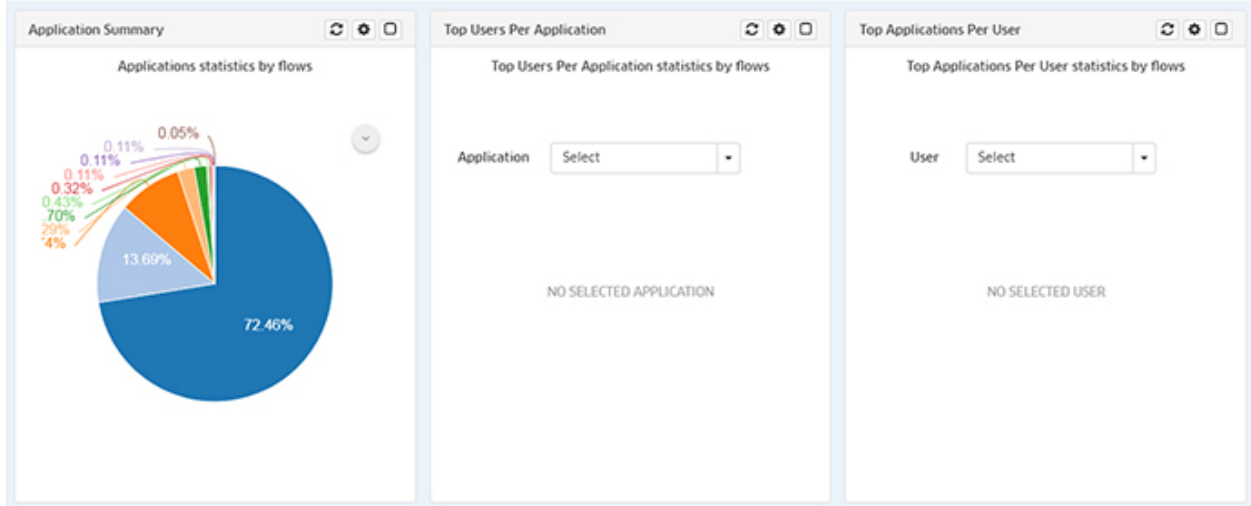 Application Summary
Applications statistics by flows
0.05%
0.11%
0.11%
0.11%
0.32%
0.43%
.70%
29%
4%
13.69%
72.46%
Top Users Per Application
Top Users Per Application statistics by flows
Application Select
NO SELECTED APPLICATION
Top Applications Per User
Top Applications Per User statistics by flows
User Select
NO SELECTED USER